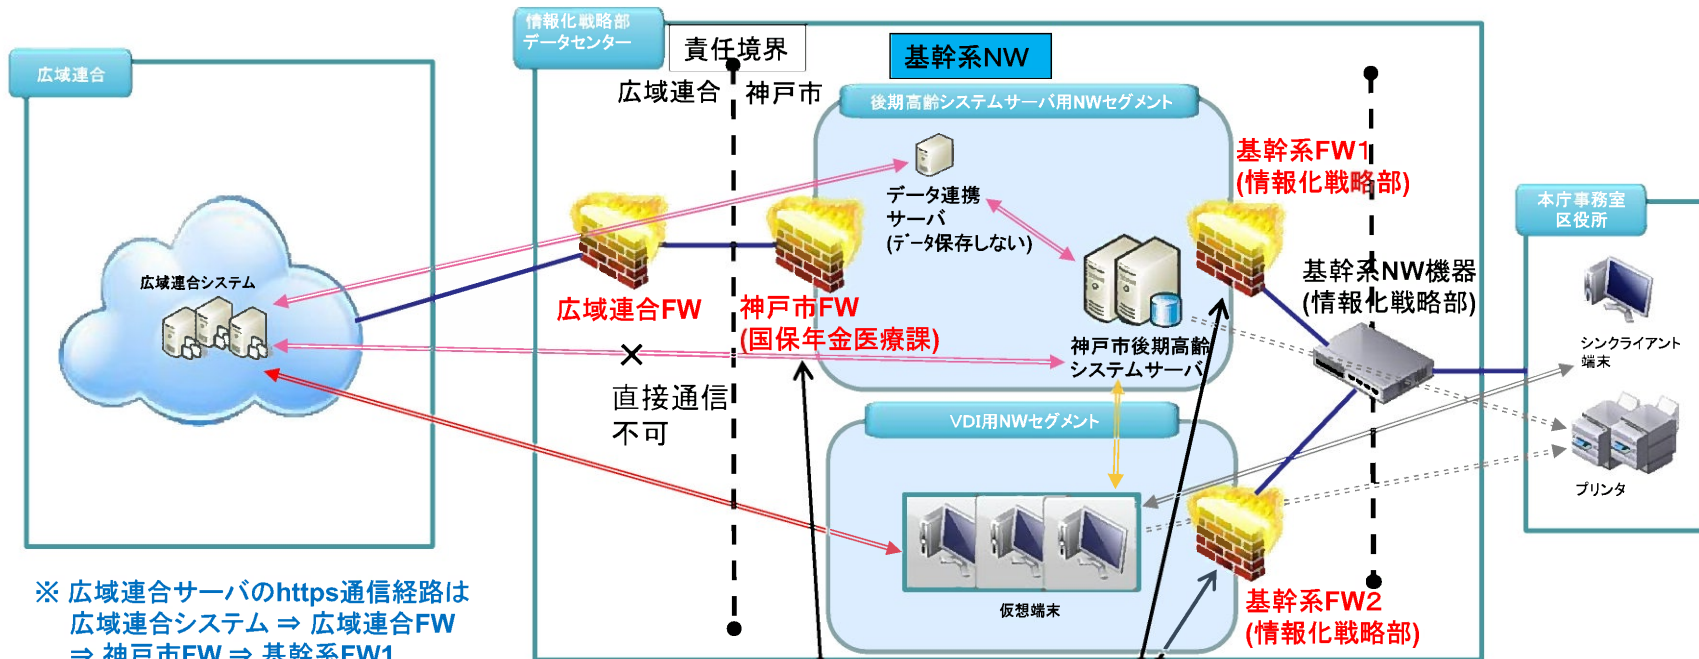 広域連合
情報化戦略部
データセンター
責任境界
広域連合
神戸市
基幹系NW
後期高齢システムサーバ用NWセグメント
データ連携
サーバ
(データ保存しない)
基幹系FW1
(情報化戦略部)
本庁事務室
区役所
広域連合システム
広域連合FW
神戸市FW
(国保年金医療課)
神戸市後期高齢
システムサーバ
基幹系NW機器
(情報化戦略部)
シンクライアント
端末
×
直接通信
不可
VDI用NWセグメント
プリンタ
仮想端末
基幹系FW2
(情報化戦略部)
※ 広域連合サーバのhttps通信経路は
広域連合システム ⇒ 広域連合FW
⇒ 神戸市FW ⇒ 基幹系FW1